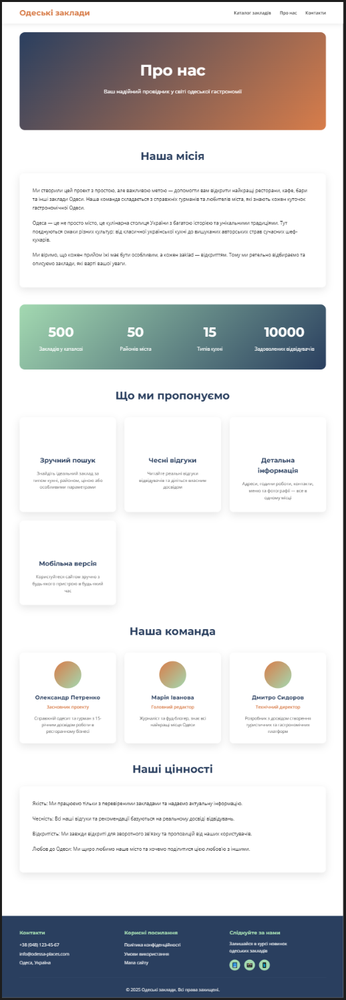 Одеські заклади
Каталог закладів Про нас Контакти
Про нас
Ваш надійний провідник у світі одеської гастрономії
Наша місія
Ми створили цей проект з простою, але важливою метою — допомогти вам відкрити найкращі ресторани, кафе, бари
та інші заклади Одеси. Наша команда складається з справжніх гурманів та любителів міста, які знають кожен куточок
гастрономічної Одеси.
Одеса — це не просто місто, це кулінарна столиця України з багатою історією та унікальними традиціями. Тут
поєднуються смаки різних культур: від класичної української кухні до вишуканих авторських страв сучасних шеф-
кухарів.
Ми віримо, що кожен прийом їжі має бути особливим, а кожен zakład — відкриттям. Тому ми ретельно відбираємо та
описуємо заклади, які варті вашої уваги.
500 50 15 10000
Закладів у каталозі Районів міста Типів кухні Задоволених відвідувачів
Що ми пропонуємо
Зручний пошук
Знайдіть ідеальний заклад за
типом кухні, районом, ціною або
особливими параметрами
Чесні відгуки
Читайте реальні відгуки
відвідувачів та діліться власним
досвідом
Детальна
інформація
Адреси, години роботи, контакти,
меню та фотографії — все в
одному місці
Мобільна версія
Користуйтеся сайтом зручно з
будь-якого пристрою в будь-який
час
Наша команда
Олександр Петренко
Засновник проекту
Справжній одесит та гурман з 15-
річним досвідом роботи в
ресторанному бізнесі
Марія Іванова
Головний редактор
Журналіст та фуд-блогер, знає всі
найкращі місця Одеси
Дмитро Сидоров
Технічний директор
Розробник з досвідом створення
туристичних та гастрономічних
платформ
Наші цінності
Якість: Ми працюємо тільки з перевіреними закладами та надаємо актуальну інформацію.
Чесність: Всі наші відгуки та рекомендації базуються на реальному досвіді відвідувань.
Відкритість: Ми завжди відкриті для зворотного зв'язку та пропозицій від наших користувачів.
Любов до Одеси: Ми щиро любимо наше місто та хочемо поділитися цією любов'ю з іншими.
Контакти
+38 (048) 123-45-67
info@odessa-places.com
Одеса, Україна
Корисні посилання
Політика конфіденційності
Умови використання
Мапа сайту
Слідкуйте за нами
Залишайся в курсі новинок
одеських закладів
© 2025 Одеські заклади. Всі права захищені.